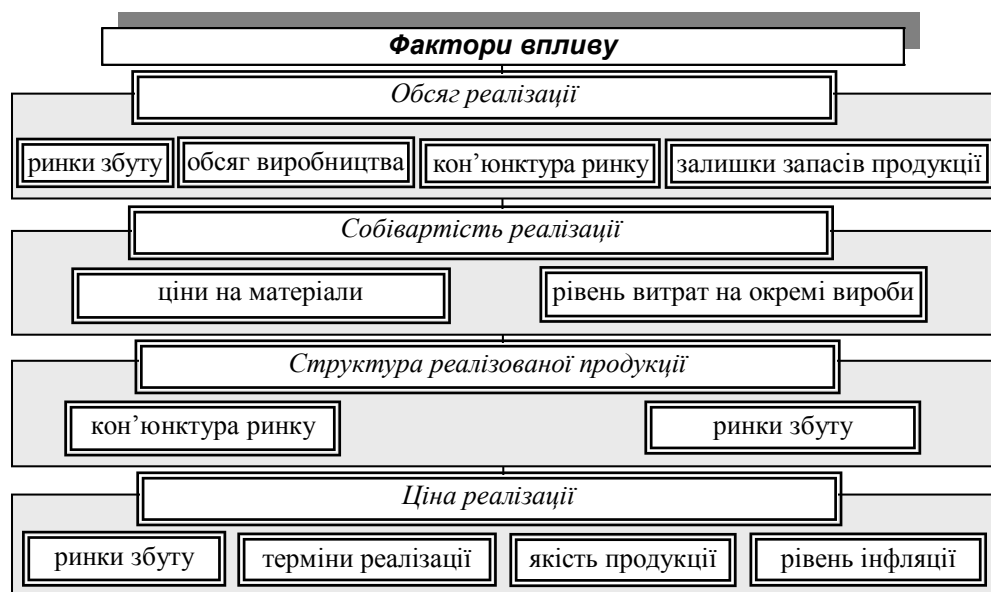 Фактори впливу
Обсяг реалізації
ринки збуту
обсяг виробництва
кон’юнктура ринку
залишки запасів продукції
Собівартість реалізації
ціни на матеріали
рівень витрат на окремі вироби
Структура реалізованої продукції
кон’юнктура ринку
ринки збуту
Ціна реалізації
ринки збуту
терміни реалізації
якість продукції
рівень інфляції